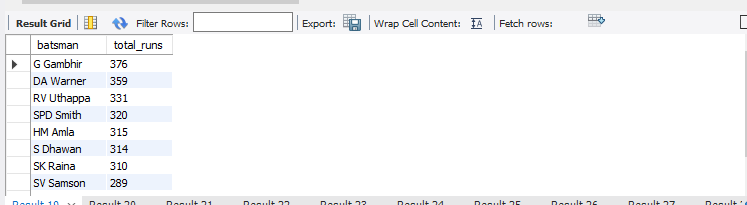 Result Grid Filter Rows: Export: Wrap Cell Content: Fetch rows:
batsman total_runs
G Gambhir 376
DA Warner 359
RV Uthappa 331
SPD Smith 320
HM Amla 315
S Dhawan 314
SK Raina 310
SV Samson 289
Result 19 Result 20 Result 21 Result 22 Result 23 Result 24 Result 25 Result 26 Result 27